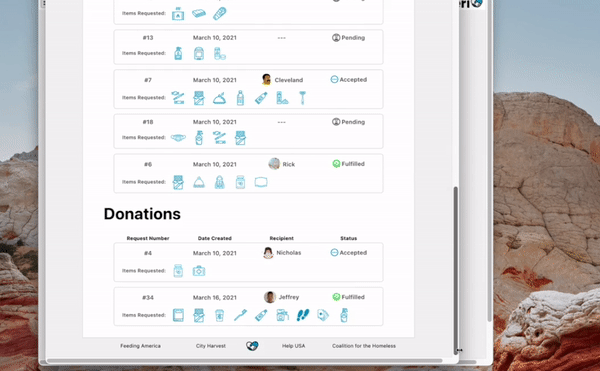 Items Requested:
#13 March 10, 2021 --- Pending
Items Requested:
#7 March 10, 2021 Cleveland Accepted
Items Requested:
#18 March 10, 2021 --- Pending
Items Requested:
#6 March 10, 2021 Rick Fulfilled
Items Requested:
Donations
Request Number Date Created Recipient Status
#4 March 10, 2021 Nicholas Accepted
Items Requested:
#34 March 16, 2021 Jeffrey Fulfilled
Items Requested:
Feeding America City Harvest Help USA Coalition for the Homeless